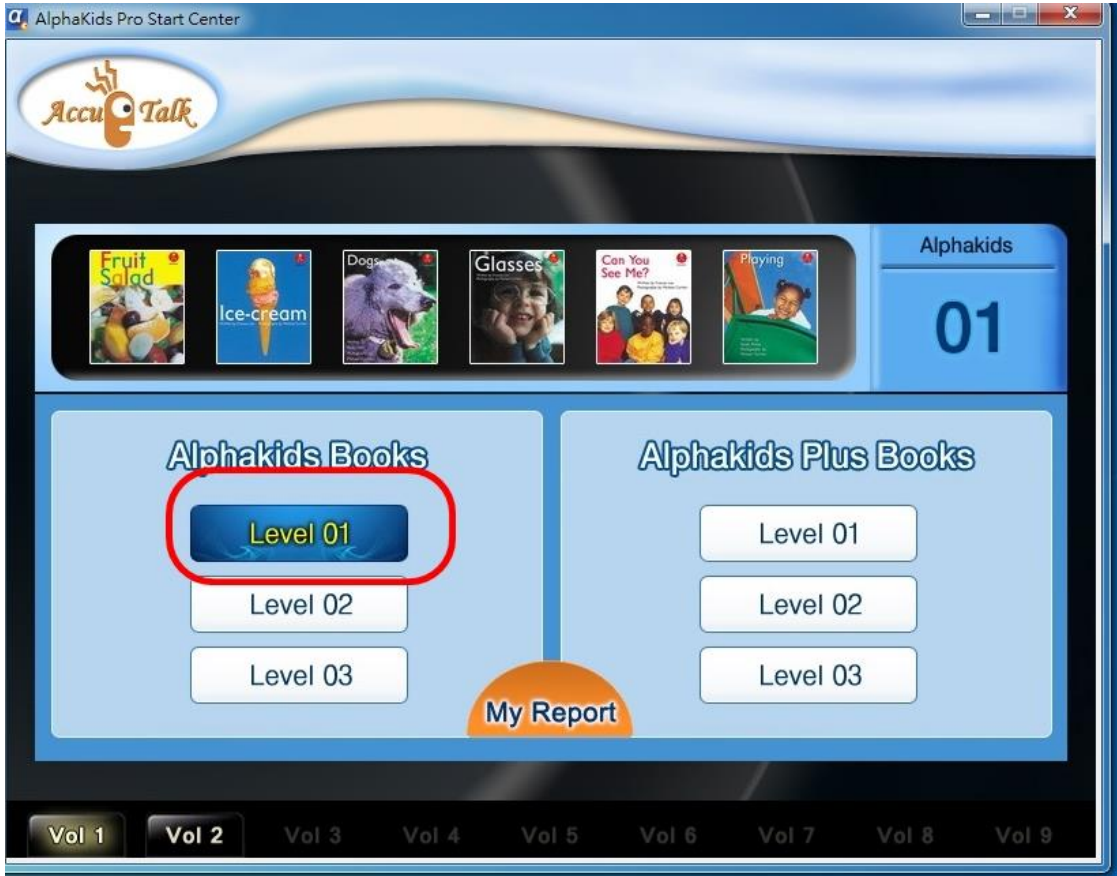 AlphaKids Pro Start Center
Accu Talk
Fruit
Salad
Ice-cream
Dogs
Glasses
Can You
See Me?
Playing
Alphakids
01
Alphakids Books
Level 01
Level 02
Level 03
Alphakids Plus Books
Level 01
Level 02
Level 03
My Report
Vol 1 Vol 2 Vol 3 Vol 4 Vol 5 Vol 6 Vol 7 Vol 8 Vol 9